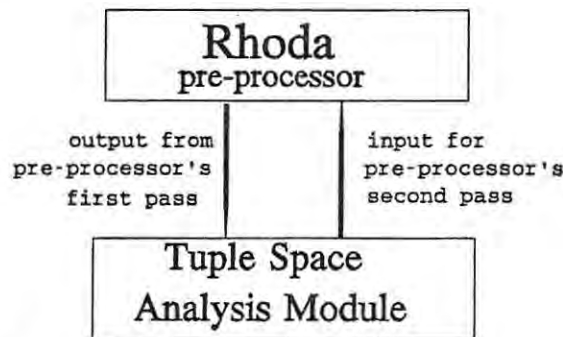 Rhoda
pre-processor
output from
pre-processor's
first pass
input for
pre-processor's
second pass
Tuple Space
Analysis Module